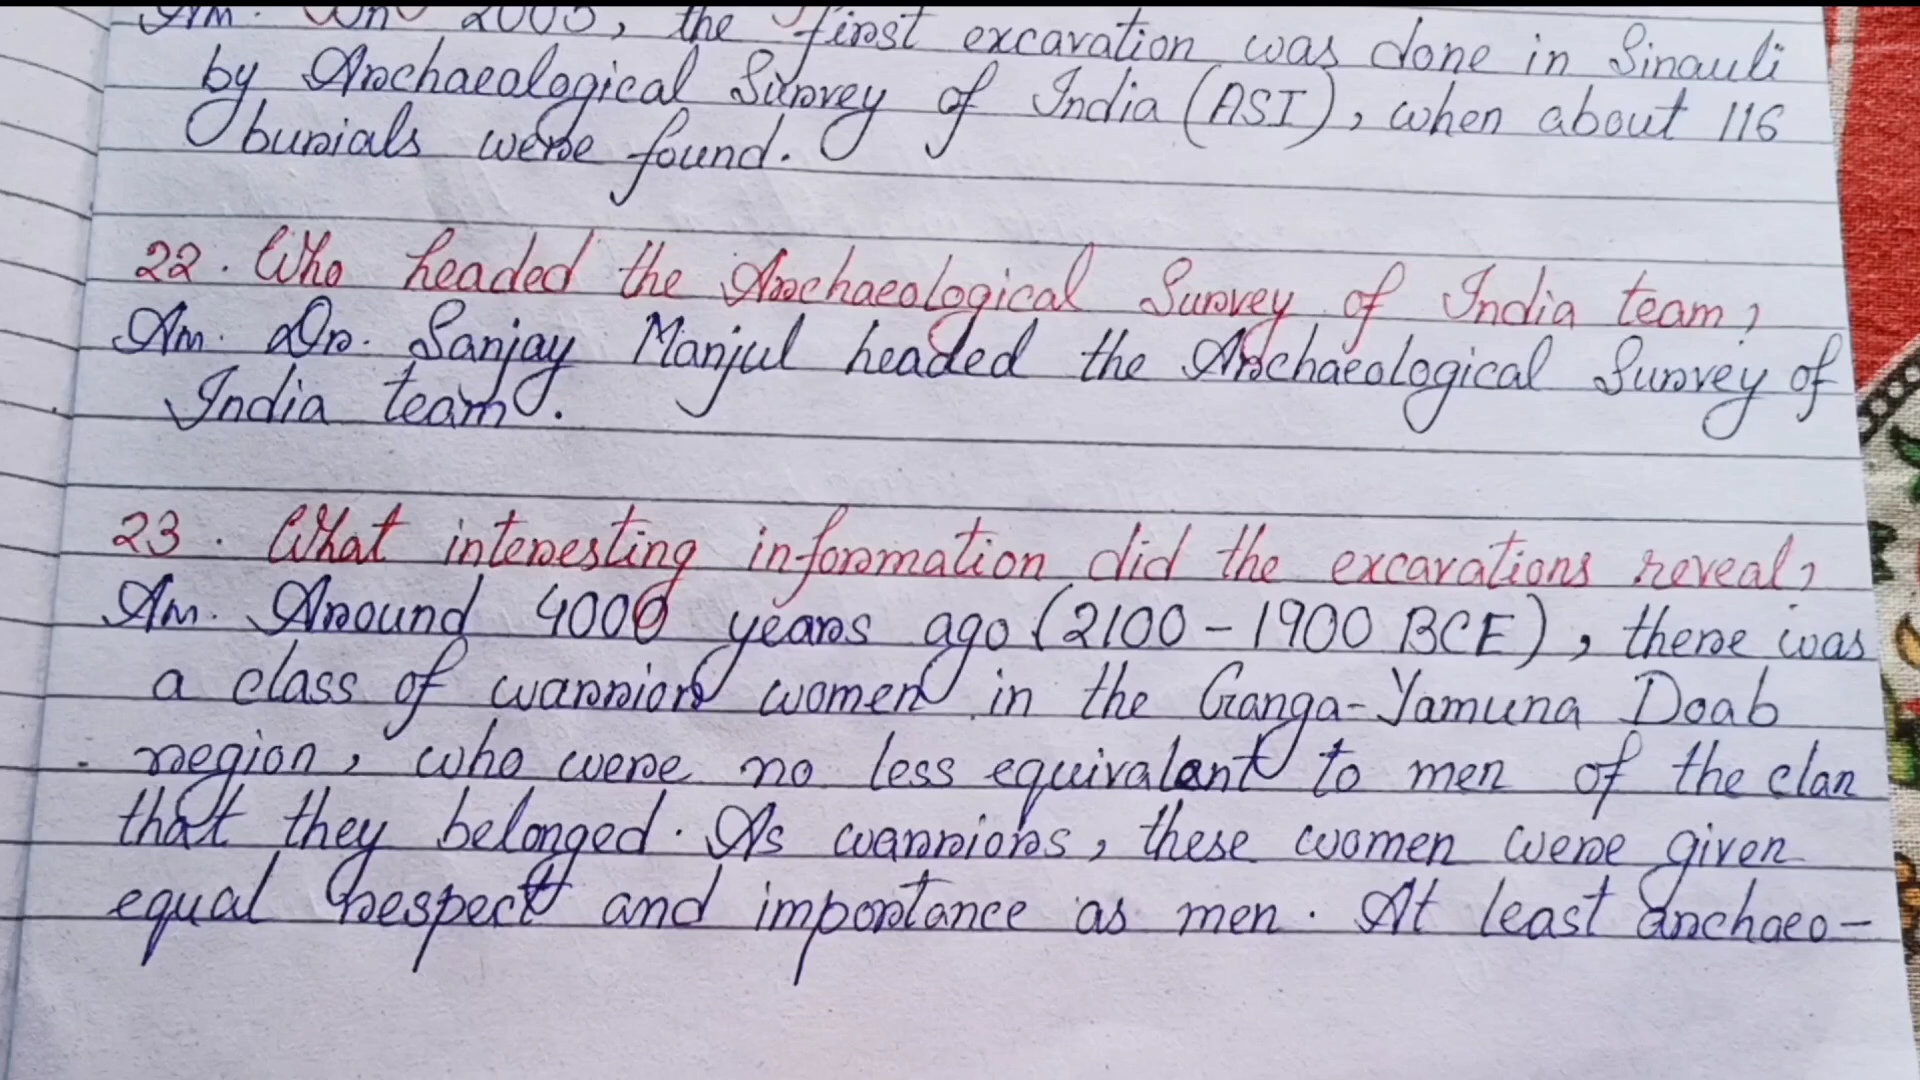 Ans. In 2005, the first excavation was done in Sinauli
by Archaeological Survey of India (ASI), when about 116
burials were found.
22. Who headed the Archaeological Survey of India team?
Ans. Dr. Sanjay Manjul headed the Archaeological Survey of
India team.
23. What interesting information did the excavations reveal?
Ans. Around 4000 years ago (2100 - 1900 BCE), there was
a class of warrior women in the Ganga-Yamuna Doab
region, who were no less equivalent to men of the clan
that they belonged. As warriors, these women were given
equal respect and importance as men. At least archaeo-